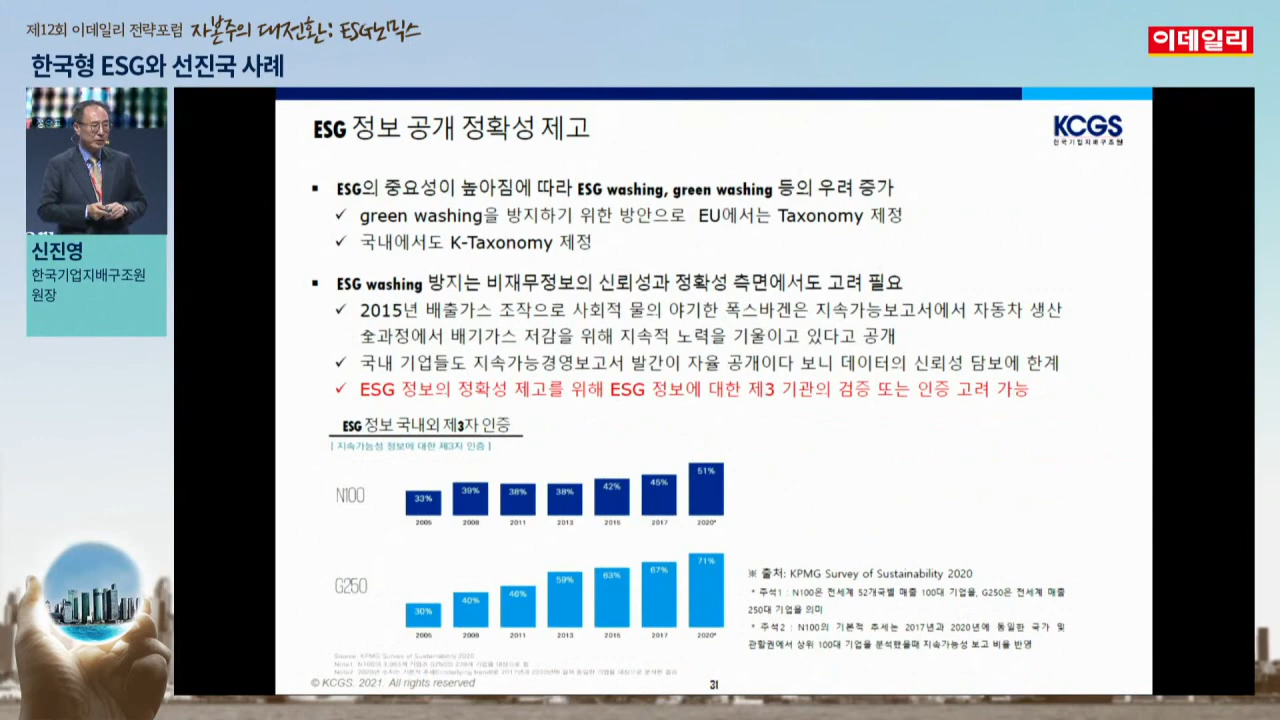 제12회 이데일리 전략포럼 자본주의 대전환: ESG노믹스
이데일리
한국형 ESG와 선진국 사례
신진영
한국기업지배구조원
원장
ESG 정보 공개 정확성 제고
KCGS
한국기업지배구조원
▪ ESG의 중요성이 높아짐에 따라 ESG washing, green washing 등의 우려 증가
✓ green washing을 방지하기 위한 방안으로 EU에서는 Taxonomy 제정
✓ 국내에서도 K-Taxonomy 제정
▪ ESG washing 방지는 비재무정보의 신뢰성과 정확성 측면에서도 고려 필요
✓ 2015년 배출가스 조작으로 사회적 물의 야기한 폭스바겐은 지속가능보고서에서 자동차 생산
全과정에서 배기가스 저감을 위해 지속적 노력을 기울이고 있다고 공개
✓ 국내 기업들도 지속가능경영보고서 발간이 자율 공개이다 보니 데이터의 신뢰성 담보에 한계
✓ ESG 정보의 정확성 제고를 위해 ESG 정보에 대한 제3 기관의 검증 또는 인증 고려 가능
ESG 정보 국내외 제3자 인증
[ 지속가능성 정보에 대한 제3자 인증 ]
N100
33% 39% 38% 38% 42% 45% 51%
2005 2008 2011 2013 2015 2017 2020*
G250
30% 40% 46% 59% 63% 67% 71%
2005 2008 2011 2013 2015 2017 2020*
※ 출처: KPMG Survey of Sustainability 2020
* 주석1 : N100은 전세계 52개국별 매출 100대 기업을, G250은 전세계 매출
250대 기업을 의미
* 주석2 : N100의 기본적 추세는 2017년과 2020년에 동일한 국가 및
관할권에서 상위 100대 기업을 분석했을때 지속가능성 보고 비율 반영
Source: KPMG Survey of Sustainability 2020
© KCGS. 2021. All rights reserved
31